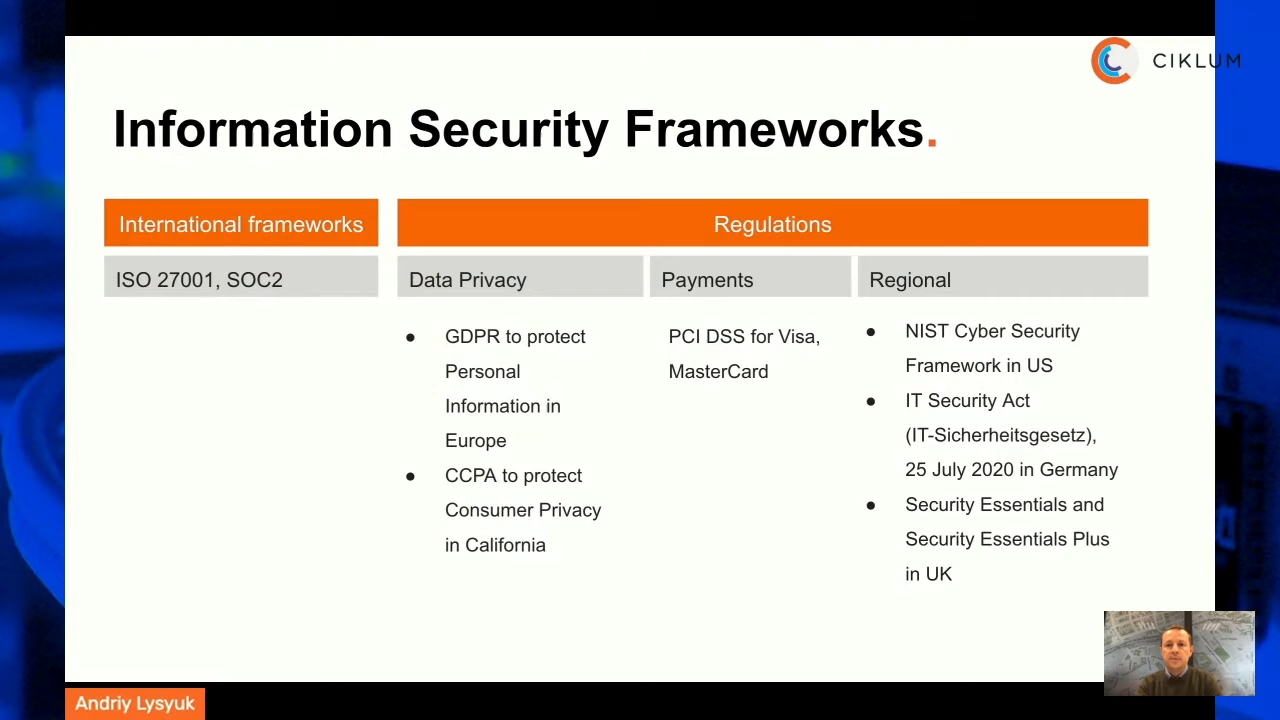 CIKLUM
Information Security Frameworks.
International frameworks
Regulations
ISO 27001, SOC2
Data Privacy
Payments
Regional
● GDPR to protect
Personal
Information in
Europe
● CCPA to protect
Consumer Privacy
in California
PCI DSS for Visa,
MasterCard
● NIST Cyber Security
Framework in US
● IT Security Act
(IT-Sicherheitsgesetz),
25 July 2020 in Germany
● Security Essentials and
Security Essentials Plus
in UK
Andriy Lysyuk